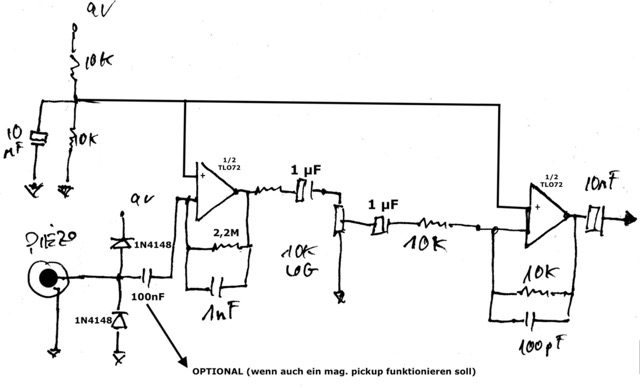 9V
10K
10
µF
10K
1/2
TL072
1 µF
1/2
TL072
10nF
PIÈZO
9V
1N4148
2,2M
10K
LOG
1 µF
10K
100nF
1nF
1N4148
10K
100pF
OPTIONAL (wenn auch ein mag. pickup funktionieren soll)